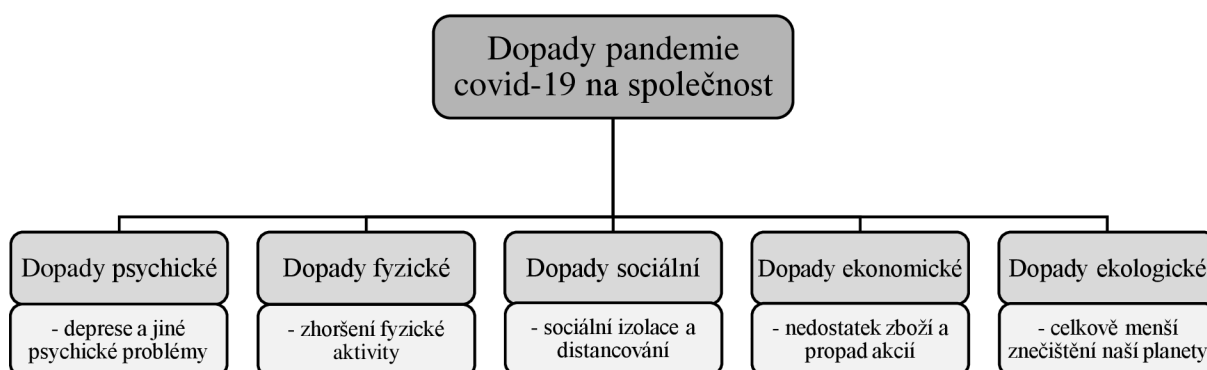 Dopady pandemie
covid-19 na společnost
Dopady psychické
- deprese a jiné
psychické problémy
Dopady fyzické
- zhoršení fyzické
aktivity
Dopady sociální
- sociální izolace a
distancování
Dopady ekonomické
- nedostatek zboží a
propad akcií
Dopady ekologické
- celkově menší
znečištění naší planety